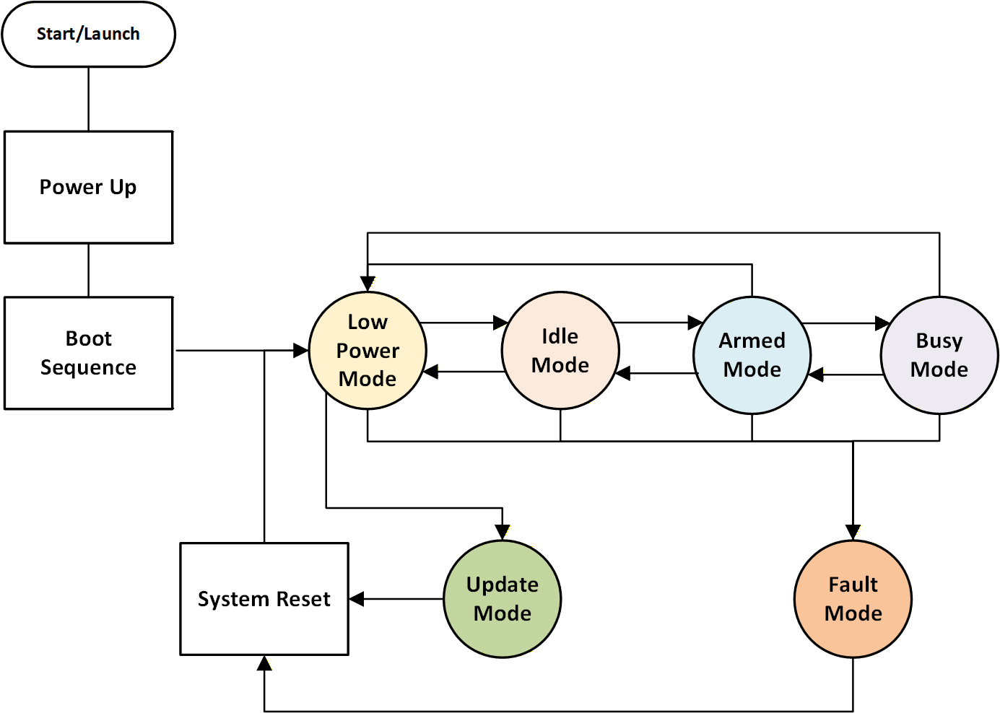 Start/Launch
Power Up
Boot
Sequence
Low
Power
Mode
Idle
Mode
Armed
Mode
Busy
Mode
System Reset
Update
Mode
Fault
Mode